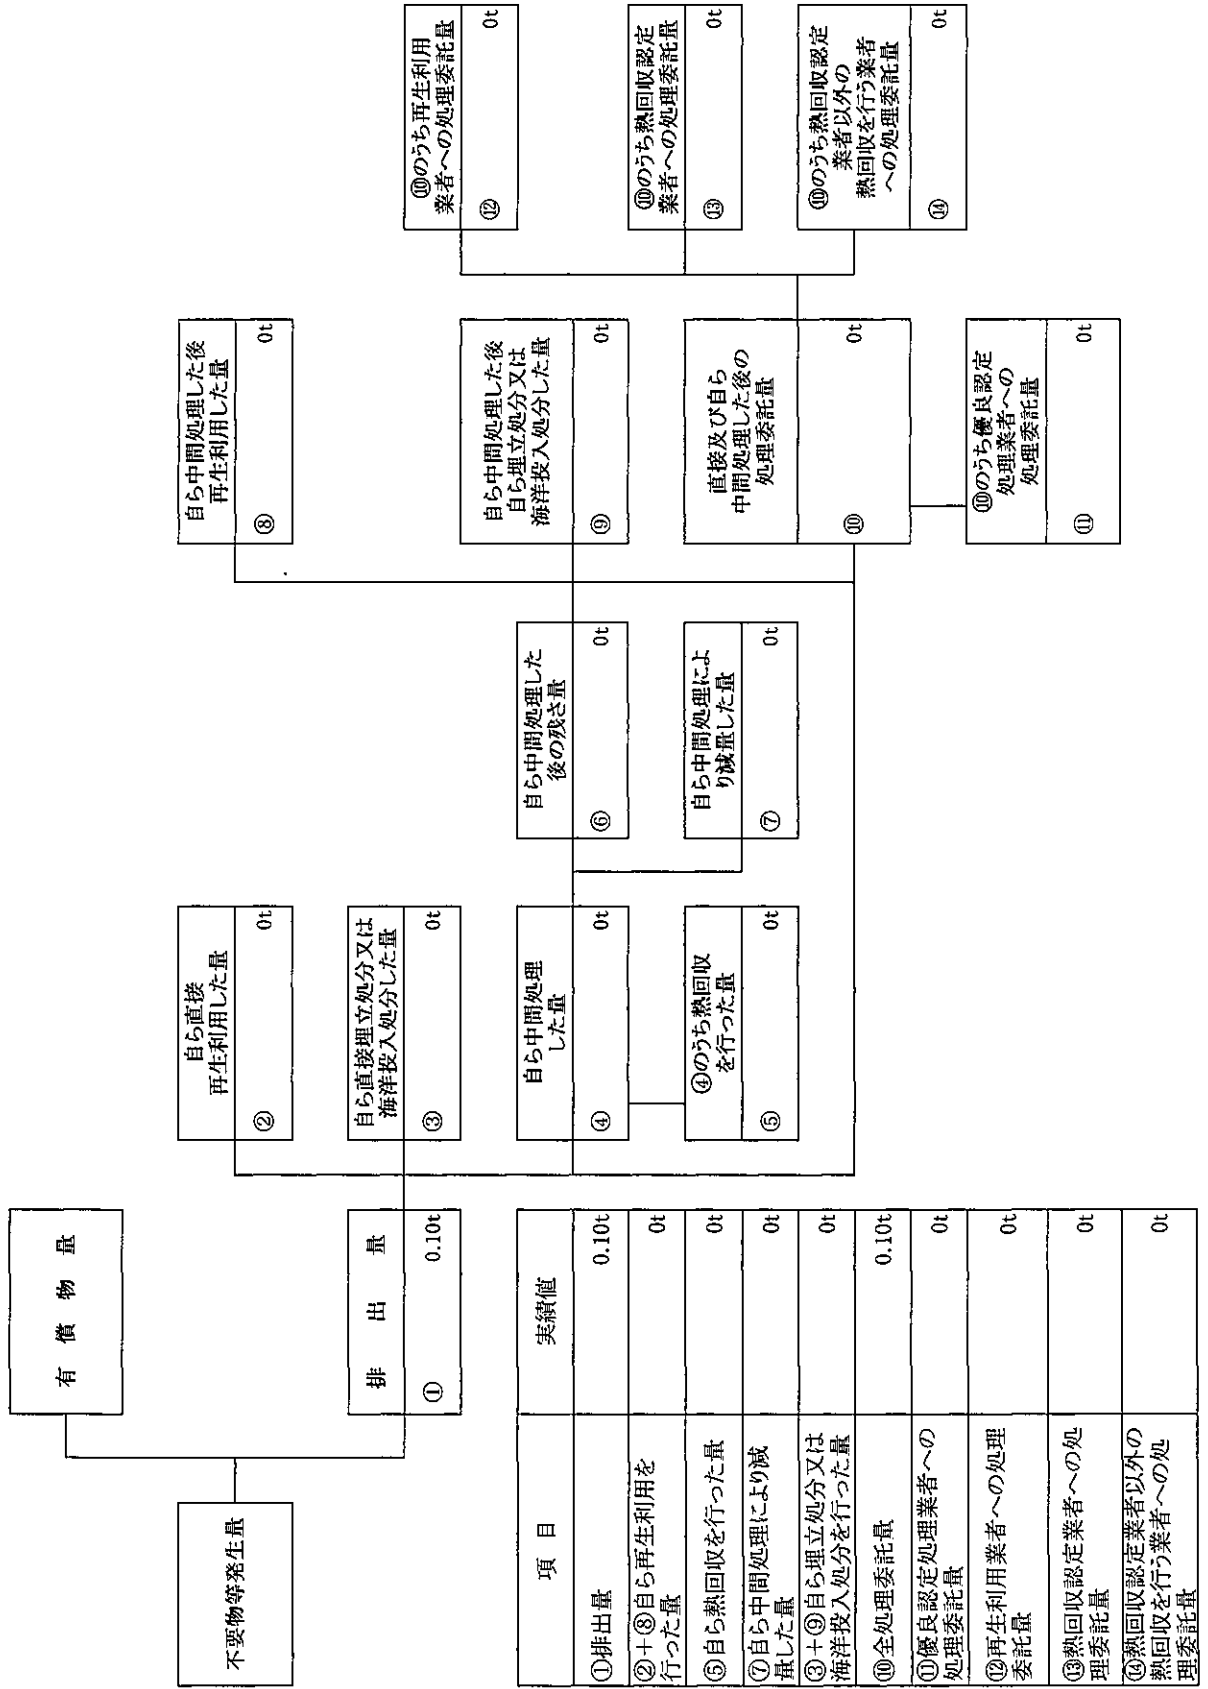 不要物等発生量
有 償 物 量
排 出 量
① 0.10t
自ら直接
再生利用した量
② 0t
自ら直接埋立処分又は
海洋投入処分した量
③ 0t
自ら中間処理
した量
④ 0t
④のうち熱回収
を行った量
⑤ 0t
自ら中間処理した
後の残さ量
⑥ 0t
自ら中間処理によ
り減量した量
⑦ 0t
自ら中間処理した後
再生利用した量
⑧ 0t
自ら中間処理した後
自ら埋立処分又は
海洋投入処分した量
⑨ 0t
直接及び自ら
中間処理した後の
処理委託量
⑩ 0t
⑩のうち優良認定
処理業者への
処理委託量
⑪ 0t
⑩のうち再生利用
業者への処理委託量
⑫ 0t
⑩のうち熱回収認定
業者への処理委託量
⑬ 0t
⑩のうち熱回収認定
業者以外の
熱回収を行う業者
への処理委託量
⑭ 0t
項 目 実績値
①排出量 0.10t
②+⑧自ら再生利用を
行った量 0t
⑤自ら熱回収を行った量 0t
⑦自ら中間処理により減
量した量 0t
③+⑨自ら埋立処分又は
海洋投入処分を行った量 0t
⑩全処理委託量 0.10t
⑪優良認定処理業者への
処理委託量 0t
⑫再生利用業者への処理
委託量 0t
⑬熱回収認定業者への処
理委託量 0t
⑭熱回収認定業者以外の
熱回収を行う業者への処
理委託量 0t